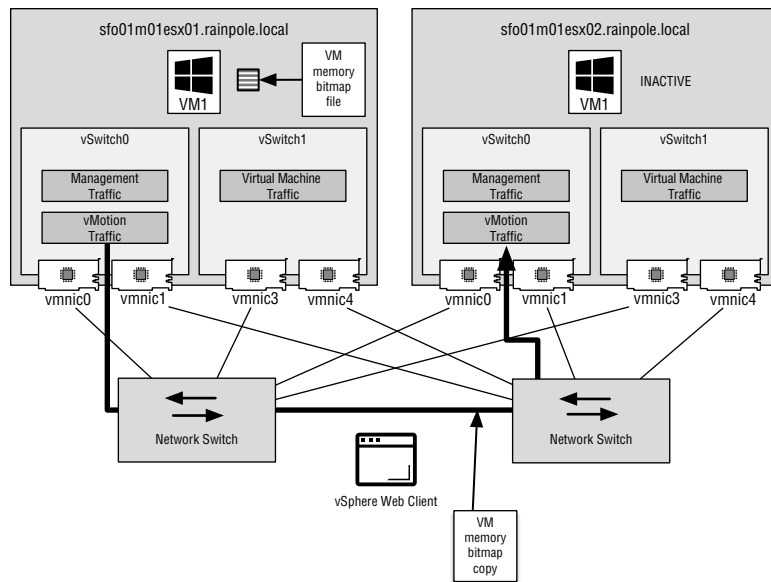 sfo01m01esx01.rainpole.local
VM1
VM
memory
bitmap
file
vSwitch0
Management
Traffic
vMotion
Traffic
vSwitch1
Virtual Machine
Traffic
vmnic0
vmnic1
vmnic3
vmnic4
sfo01m01esx02.rainpole.local
VM1
INACTIVE
vSwitch0
Management
Traffic
vMotion
Traffic
vSwitch1
Virtual Machine
Traffic
vmnic0
vmnic1
vmnic3
vmnic4
Network Switch
Network Switch
vSphere Web Client
VM
memory
bitmap
copy